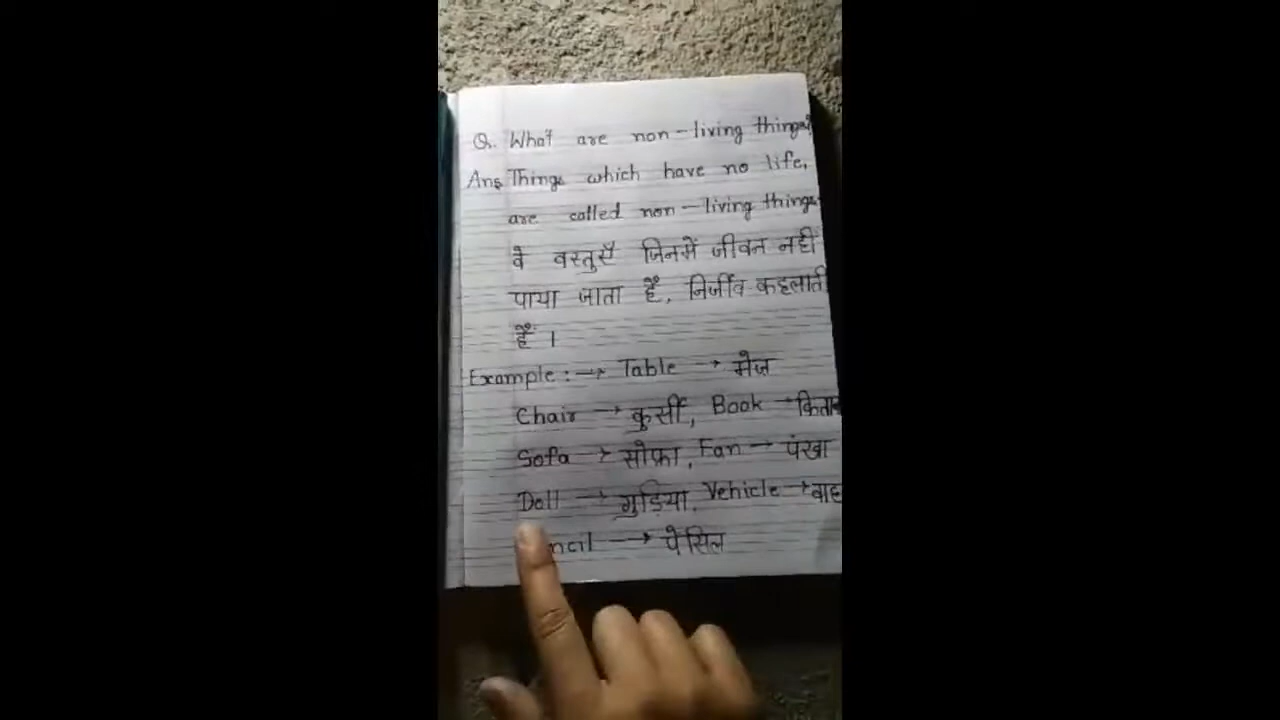 Q. What are non-living things?
Ans Things which have no life,
are called non-living things.
वे वस्तुसै जिनमें जीवन नही
पाया जाता है, निर्जीव कहलाती
हैं ।
Example :→ Table → मेज
Chair → कुर्सी, Book →
Sofa → सोफ़ा, Fan → पंखा
Doll → गुड़िया, Vehicle →
→ पेंसिल